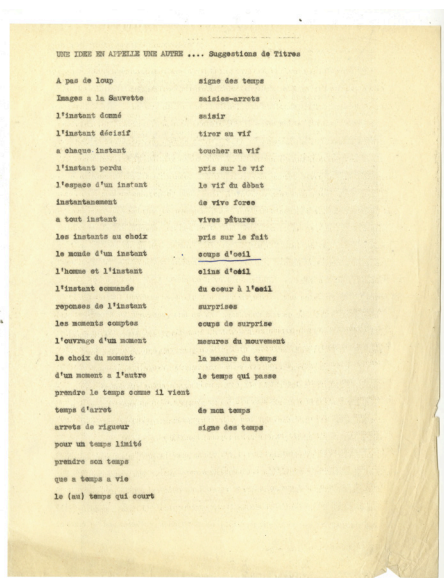 UNE IDEE EN APPELLE UNE AUTRE .... Suggestions de Titres
A pas de loup
Images a la Sauvette
l'instant donné
l'instant décisif
a chaque instant
l'instant perdu
l'espase d'un instant
instantanement
a tout instant
les instants au choix
le monde d'un instant
l'homme et l'instant
l'instant commande
reponses de l'instant
les moments comptes
l'ouvrage d'un moment
le choix du moment
d'un moment a l'autre
prendre le temps comme il vient
temps d'arret
arrets de rigueur
pour un temps limité
prendre son temps
que a temps a vie
le (au) temps qui court
signe des temps
saisies-arrets
saisir
tirer au vif
toucher au vif
pris sur le vif
le vif du débat
de vive force
vives pâtures
pris sur le fait
coups d'oeil
clins d'oeil
du coeur à l'oeil
surprises
coups de surprise
mesures du mouvement
la mesure du temps
le temps qui passe
de mon temps
signe des temps